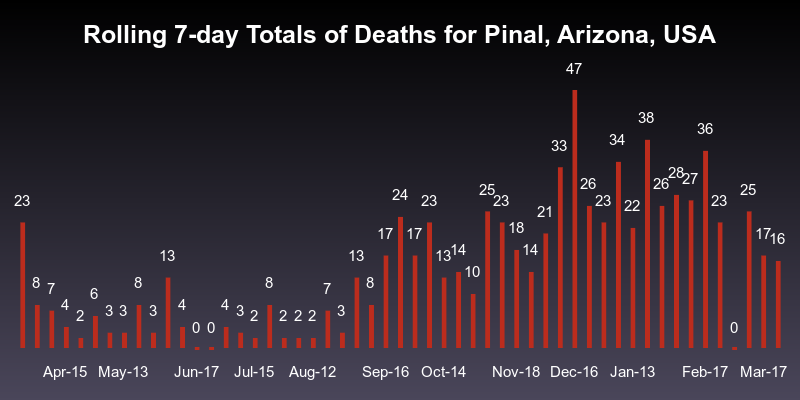 Rolling 7-day Totals of Deaths for Pinal, Arizona, USA
23 8 7 4 2 6 3 3 8 3 13 4 0 0 4 3 2 8 2 2 2 7 3 13 8 17 24 17 23 13 14 10 25 23 18 14 21 33 47 26 23 34 22 38 26 28 27 36 23 0 25 17 16
Apr-15 May-13 Jun-17 Jul-15 Aug-12 Sep-16 Oct-14 Nov-18 Dec-16 Jan-13 Feb-17 Mar-17